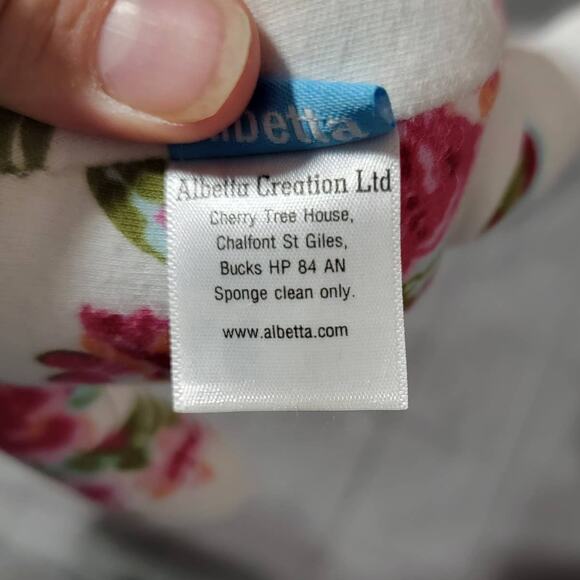 albetta
Albetta Creation Ltd
Cherry Tree House,
Chalfont St Giles,
Bucks HP 84 AN
Sponge clean only.
www.albetta.com